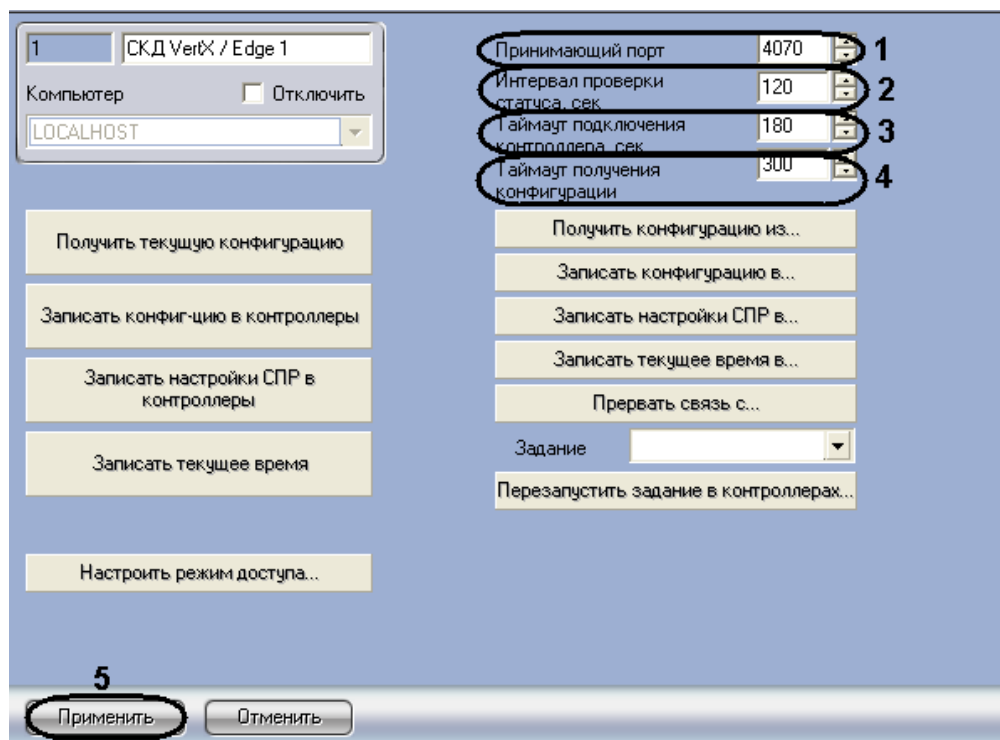 1
СКД VertX / Edge 1
Компьютер
Отключить
LOCALHOST
Получить текущую конфигурацию
Записать конфиг-цию в контроллеры
Записать настройки СПР в
контроллеры
Записать текущее время
Настроить режим доступа...
Принимающий порт 4070 1
Интервал проверки
статуса, сек
120 2
Таймаут подключения
контроллера, сек
180 3
Таймаут получения
конфигурации
300 4
Получить конфигурацию из...
Записать конфигурацию в...
Записать настройки СПР в...
Записать текущее время в...
Прервать связь с...
Задание
Перезапустить задание в контроллерах...
5
Применить
Отменить